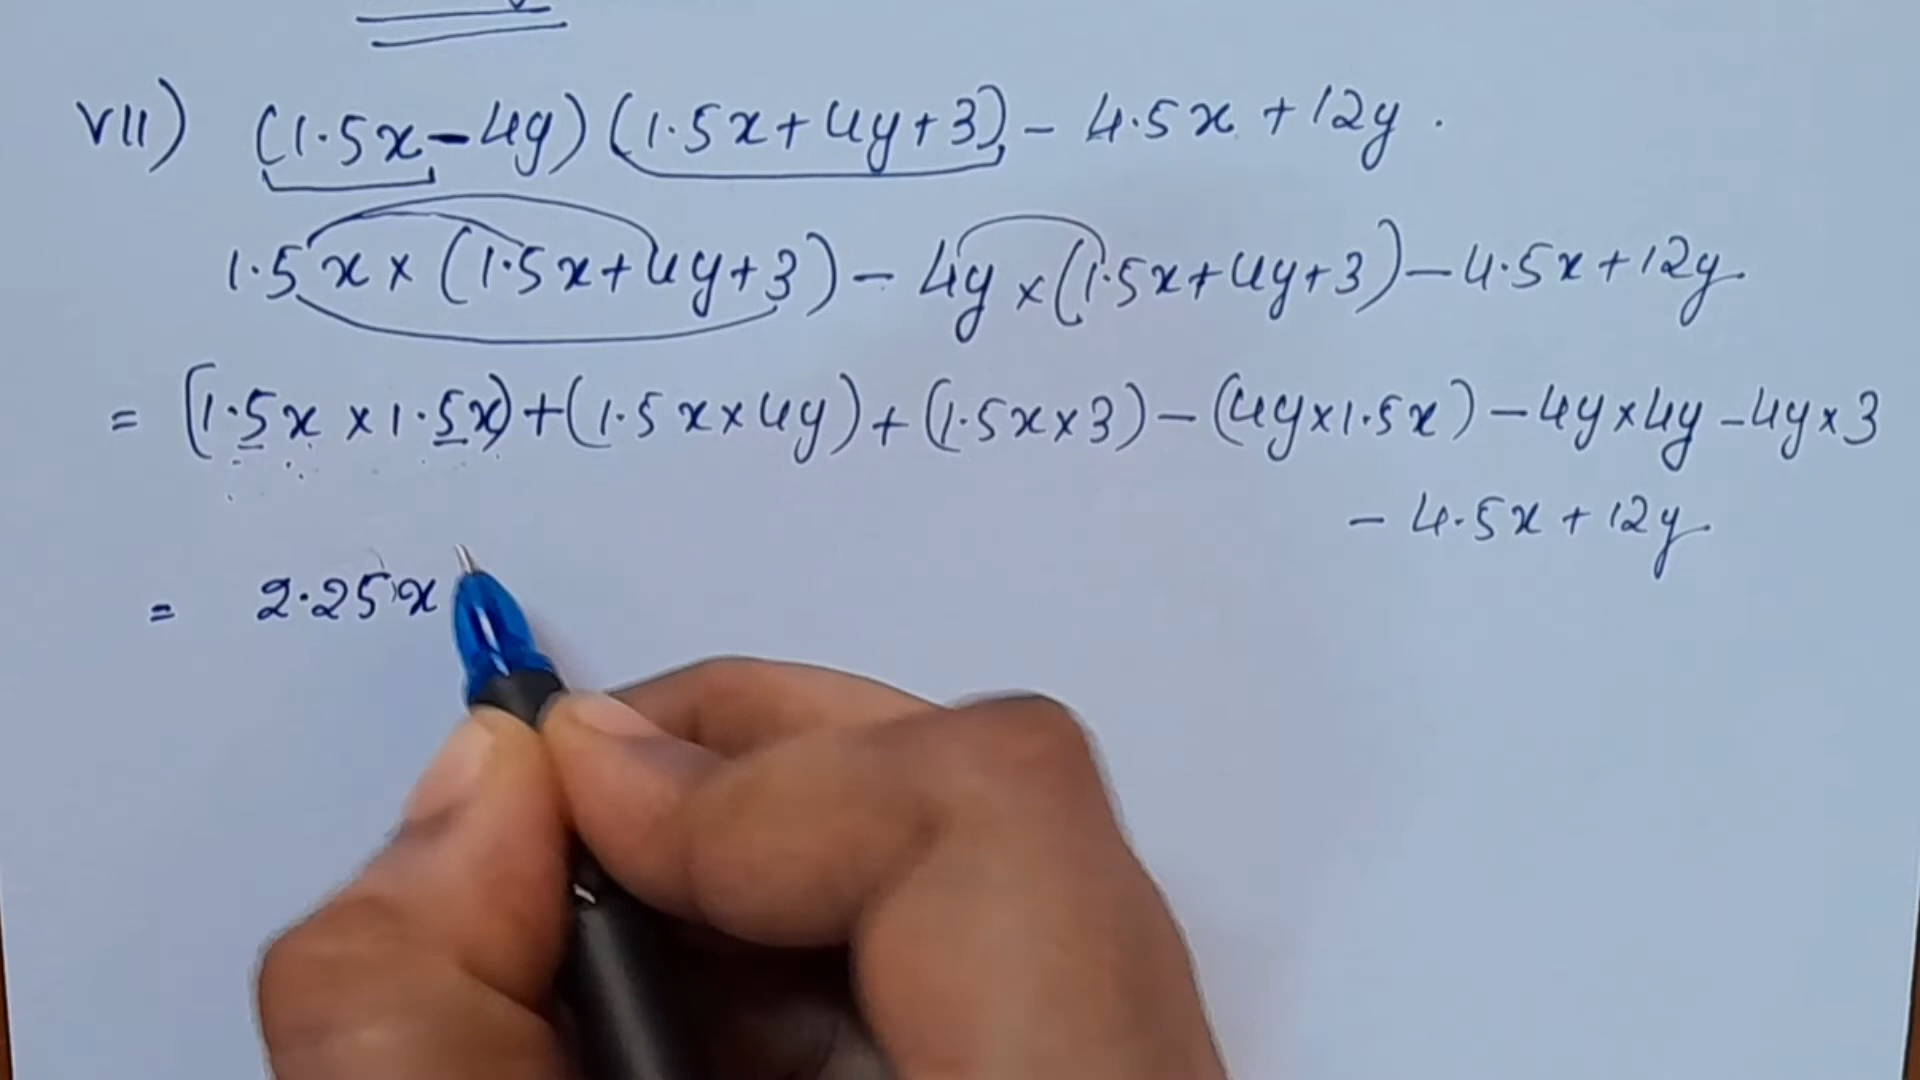 VII) (1.5x-4y)(1.5x+4y+3)- 4.5x+12y.
1.5x×(1.5x+4y+3)-4y×(1.5x+4y+3)-4.5x+12y
= (1.5x×1.5x)+(1.5x×4y)+(1.5x×3)-(4y×1.5x)-4y×4y-4y×3
- 4.5x+12y
= 2.25x